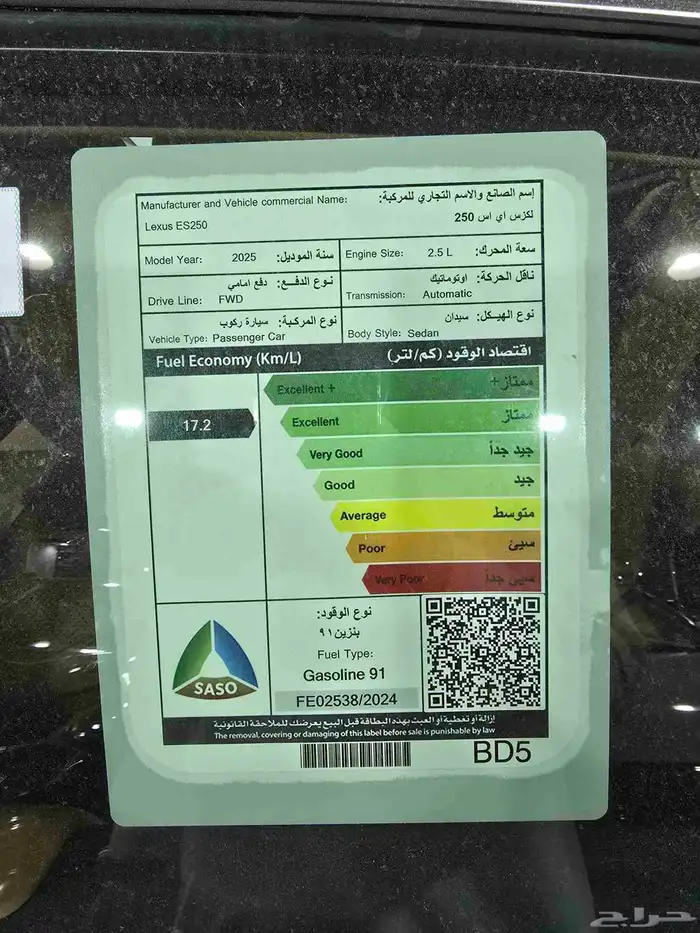 Manufacturer and Vehicle commercial Name: إسم الصانع والاسم التجاري للمركبة:
Lexus ES250 لكزس اي اس 250
Model Year: 2025 سنة الموديل: Engine Size: 2.5 L سعة المحرك:
نوع الدفع: دفع امامي ناقل الحركة: اوتوماتيك
Drive Line: FWD Transmission: Automatic
نوع المركبة: سيارة ركوب نوع الهيكل: سيدان
Vehicle Type: Passenger Car Body Style: Sedan
Fuel Economy (Km/L) اقتصاد الوقود (كم/لتر)
Excellent + ممتاز+
17.2 Excellent ممتاز
Very Good جيد جداً
Good جيد
Average متوسط
Poor سيئ
Very Poor سيئ جداً
نوع الوقود:
بنزين ٩١
Fuel Type:
Gasoline 91
SASO
FE02538/2024
إزالة أو تغطية أو العبث بهذه البطاقة قبل البيع يعرضك للملاحقة القانونية
The removal, covering or damaging of this label before sale is punishable by law
BD5
حراج